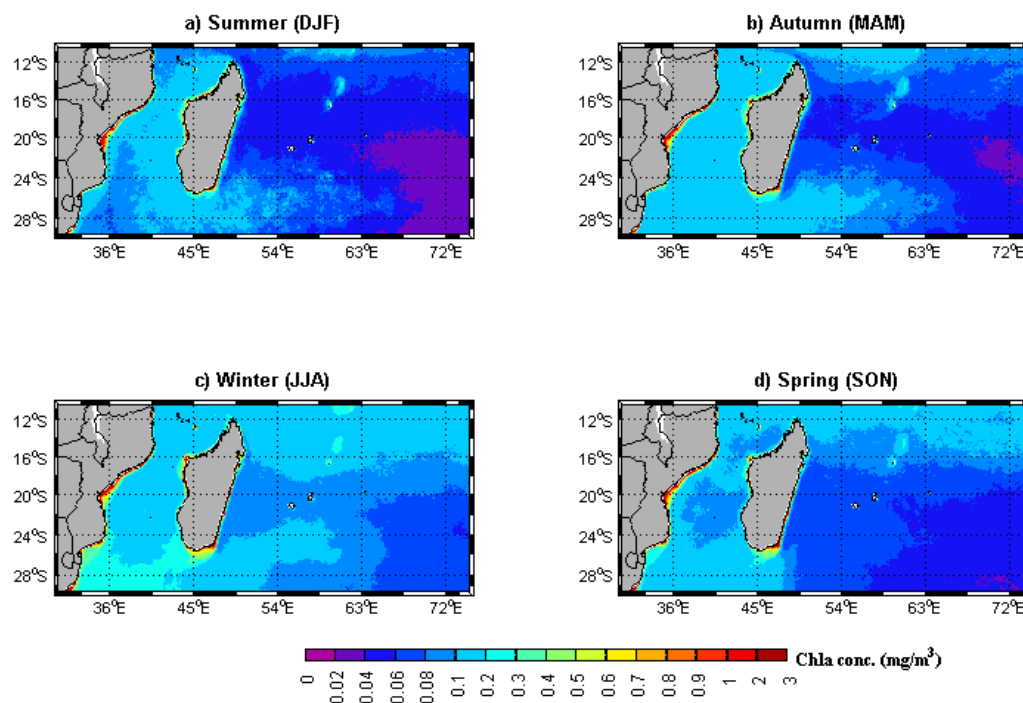 a) Summer (DJF)
b) Autumn (MAM)
12°S
16°S
20°S
24°S
28°S
36°E 45°E 54°E 63°E 72°E
12°S
16°S
20°S
24°S
28°S
36°E 45°E 54°E 63°E 72°E
c) Winter (JJA)
d) Spring (SON)
12°S
16°S
20°S
24°S
28°S
36°E 45°E 54°E 63°E 72°E
12°S
16°S
20°S
24°S
28°S
36°E 45°E 54°E 63°E 72°E
Chla conc. (mg/m³)
0 0.02 0.04 0.06 0.08 0.1 0.2 0.3 0.4 0.5 0.6 0.7 0.8 0.9 1 2 3